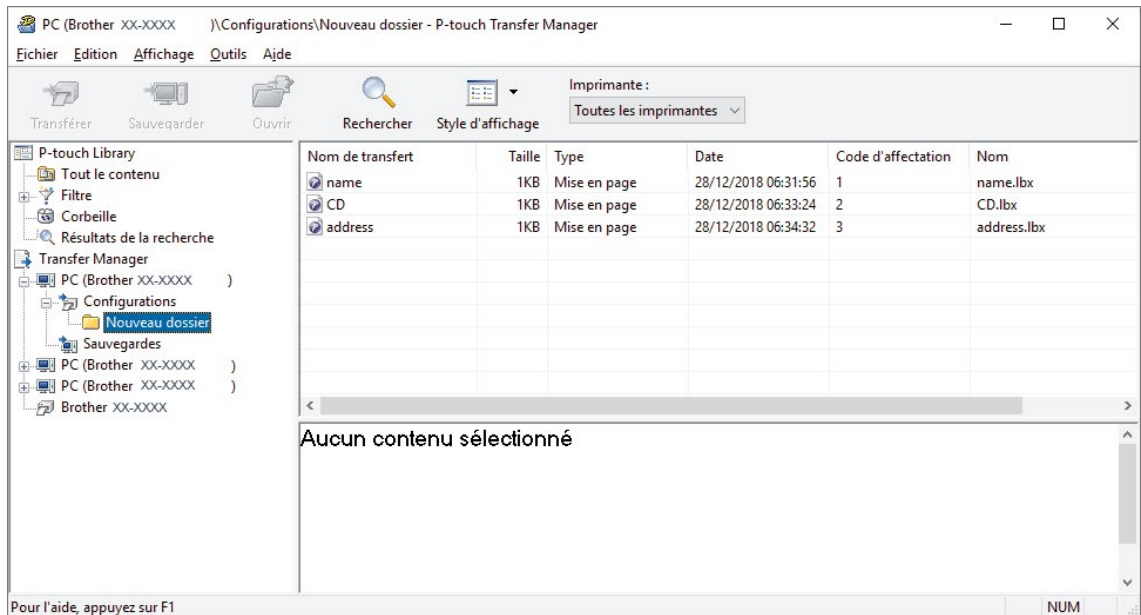 PC (Brother XX-XXXX )\Configurations\Nouveau dossier - P-touch Transfer Manager
Fichier Edition Affichage Outils Aide
Transférer Sauvegarder Ouvrir Rechercher Style d'affichage
Imprimante :
Toutes les imprimantes
P-touch Library
Tout le contenu
Filtre
Corbeille
Résultats de la recherche
Transfer Manager
PC (Brother XX-XXXX )
Configurations
Nouveau dossier
Sauvegardes
PC (Brother XX-XXXX )
PC (Brother XX-XXXX )
Brother XX-XXXX
Nom de transfert Taille Type Date Code d'affectation Nom
name 1KB Mise en page 28/12/2018 06:31:56 1 name.lbx
CD 1KB Mise en page 28/12/2018 06:33:24 2 CD.lbx
address 1KB Mise en page 28/12/2018 06:34:32 3 address.lbx
Aucun contenu sélectionné
Pour l'aide, appuyez sur F1 NUM